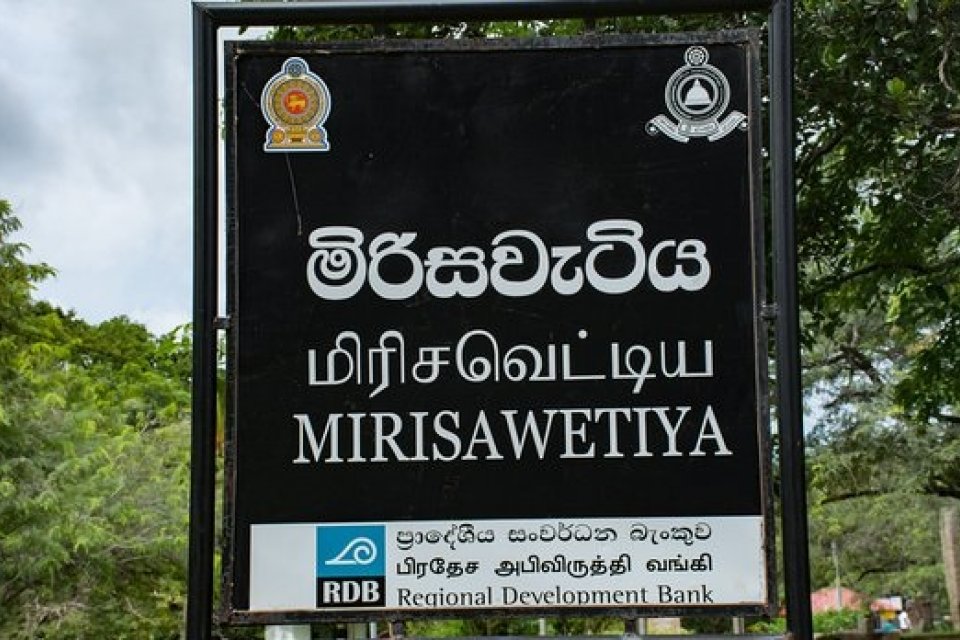 මිරිසවැටිය
மிரிசவெட்டிய
MIRISAWETIYA
ප්‍රාදේශීය සංවර්ධන බැංකුව
பிரதேச அபிவிருத்தி வங்கி
RDB Regional Development Bank